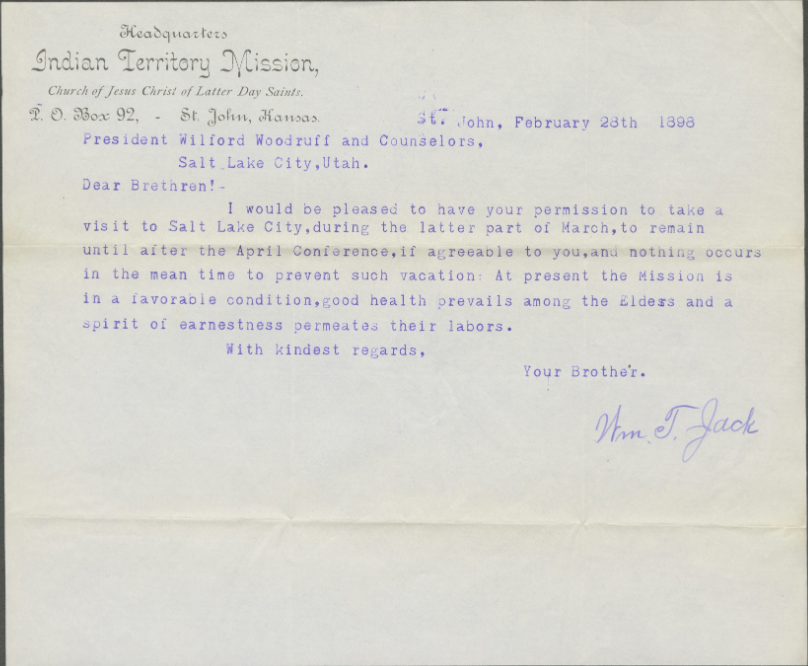 Headquarters
Indian Territory Mission,
Church of Jesus Christ of Latter Day Saints.
P. O. Box 92, - St. John, Kansas.
St. John, February 28th 1898
President Wilford Woodruff and Counselors,
Salt Lake City,Utah.
Dear Brethren!-
I would be pleased to have your permission to take a
visit to Salt Lake City,during the latter part of March,to remain
until after the April Conference,if agreeable to you,and nothing occurs
in the mean time to prevent such vacation: At present the Mission is
in a favorable condition,good health prevails among the Elders and a
spirit of earnestness permeates their labors.
With kindest regards,
Your Brother.
Wm. T. Jack